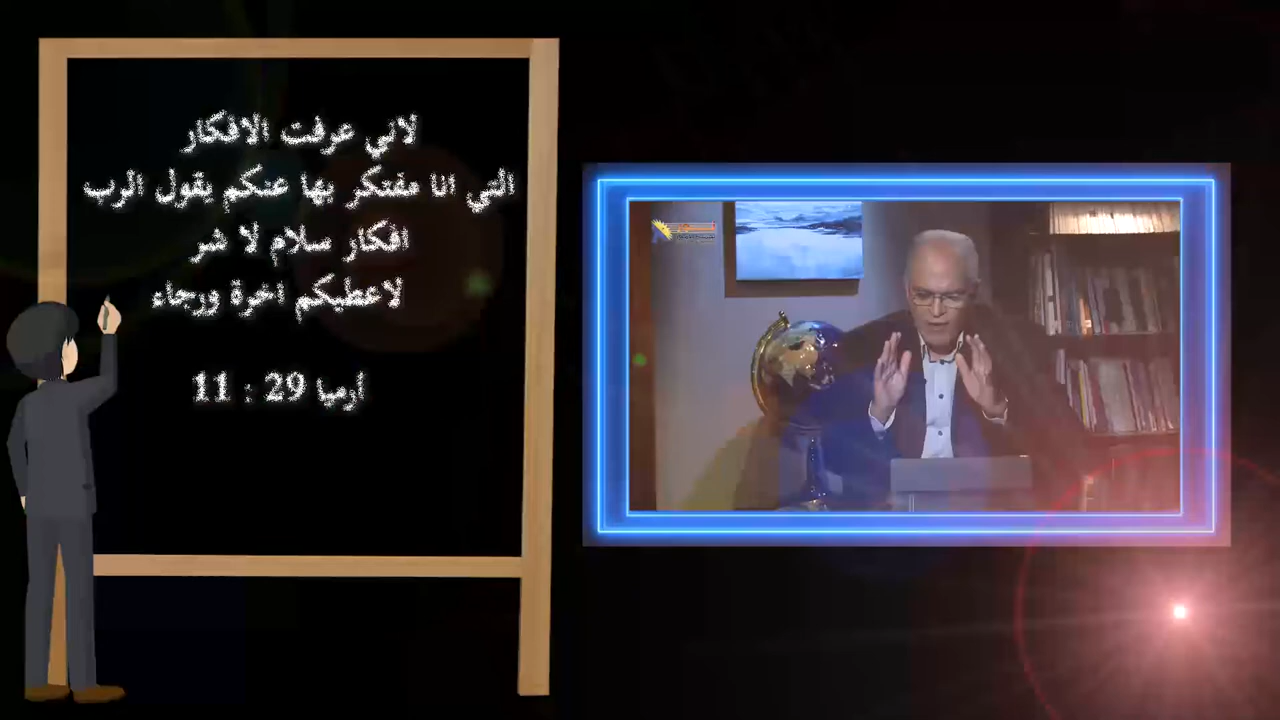 لاني عرفت الافكار
التي انا مفتكر بها عنكم يقول الرب
افكار سلام لا شر
لاعطيكم اخرة ورجاء
ارميا 29 : 11